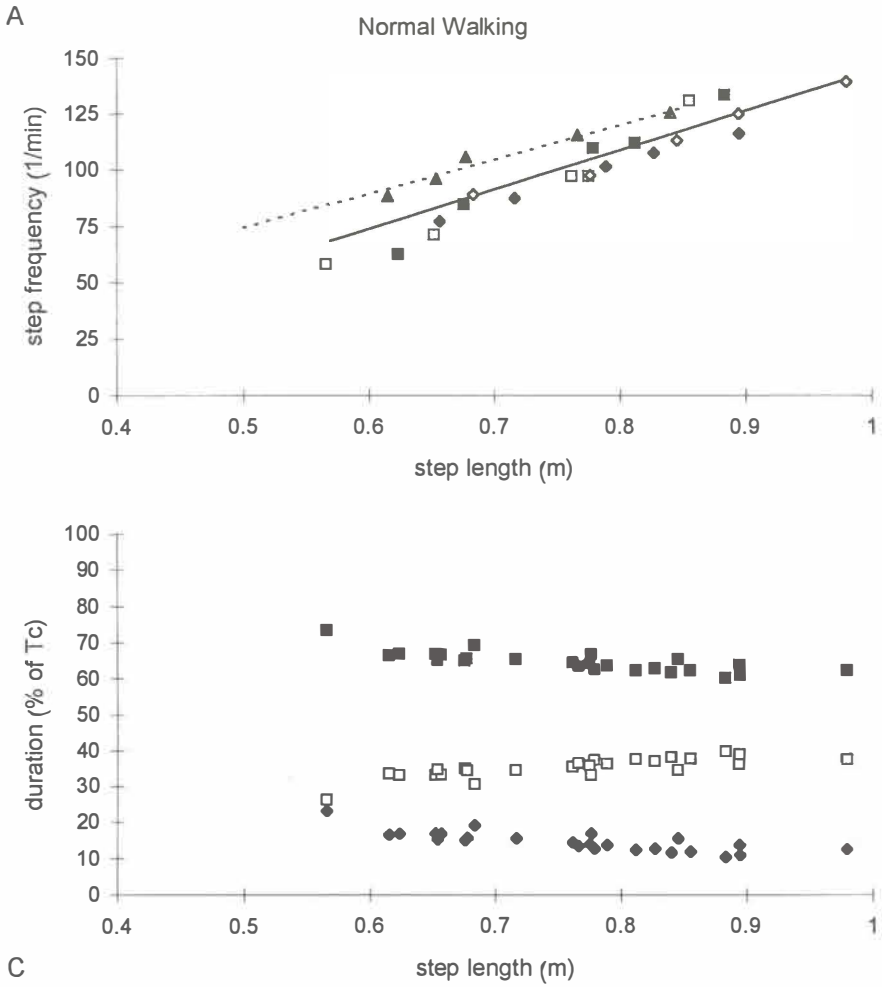 A
Normal Walking
150
125
100
75
50
25
0
step frequency (1/min)
0.4 0.5 0.6 0.7 0.8 0.9 1
step length (m)
100
90
80
70
60
50
40
30
20
10
0
duration (% of Tc)
0.4 0.5 0.6 0.7 0.8 0.9 1
step length (m)
C